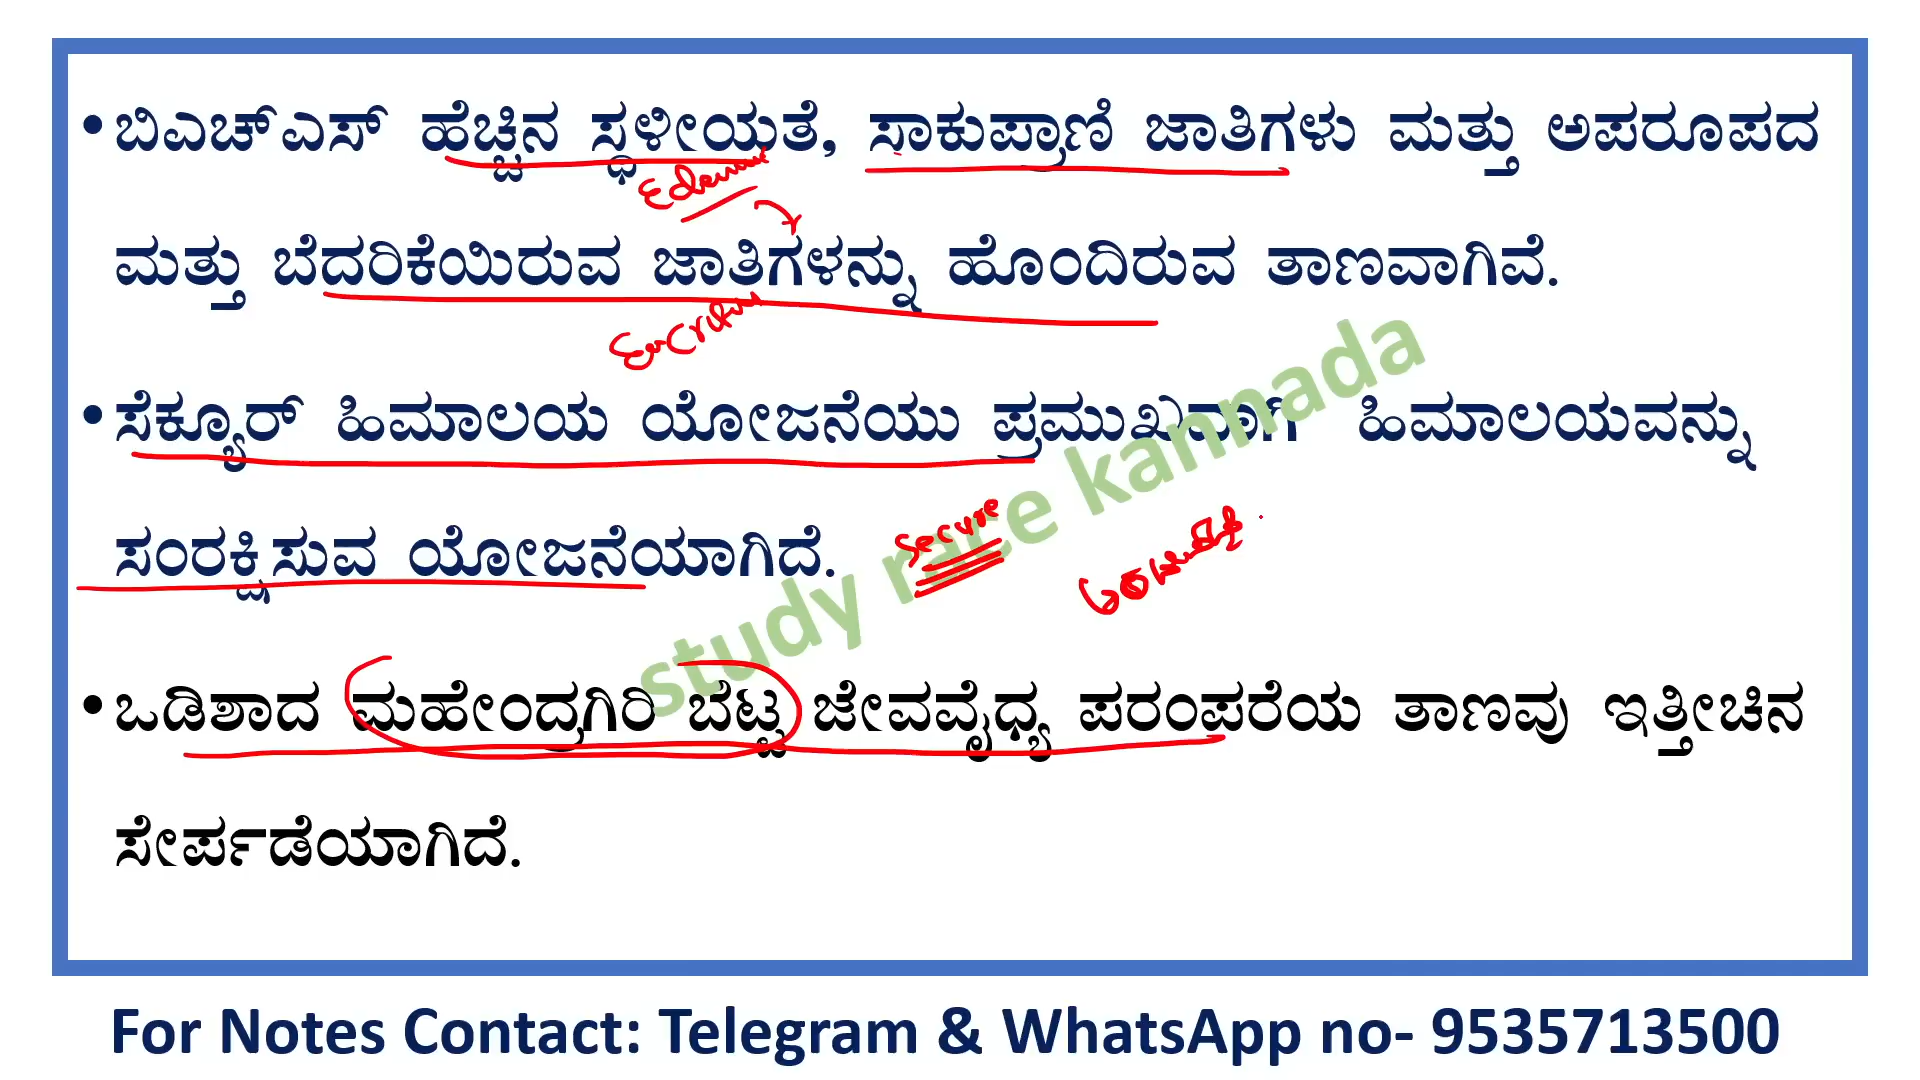 • ಬಿಎಚ್ಎಸ್ ಹೆಚ್ಚಿನ ಸ್ಥಳೀಯತೆ, ಸಾಕುಪ್ರಾಣಿ ಜಾತಿಗಳು ಮತ್ತು ಅಪರೂಪದ
ಮತ್ತು ಬೆದರಿಕೆಯಿರುವ ಜಾತಿಗಳನ್ನು ಹೊಂದಿರುವ ತಾಣವಾಗಿವೆ.
• ಸೆಕ್ಯೂರ್ ಹಿಮಾಲಯ ಯೋಜನೆಯು ಪ್ರಮುಖವಾಗಿ ಹಿಮಾಲಯವನ್ನು
ಸಂರಕ್ಷಿಸುವ ಯೋಜನೆಯಾಗಿದೆ.
Secure
study race kannada
• ಒಡಿಶಾದ ಮಹೇಂದ್ರಗಿರಿ ಬೆಟ್ಟ ಜೇವವೈಧ್ಯ ಪರಂಪರೆಯ ತಾಣವು ಇತ್ತೀಚಿನ
ಸೇರ್ಪಡೆಯಾಗಿದೆ.
For Notes Contact: Telegram & WhatsApp no- 9535713500